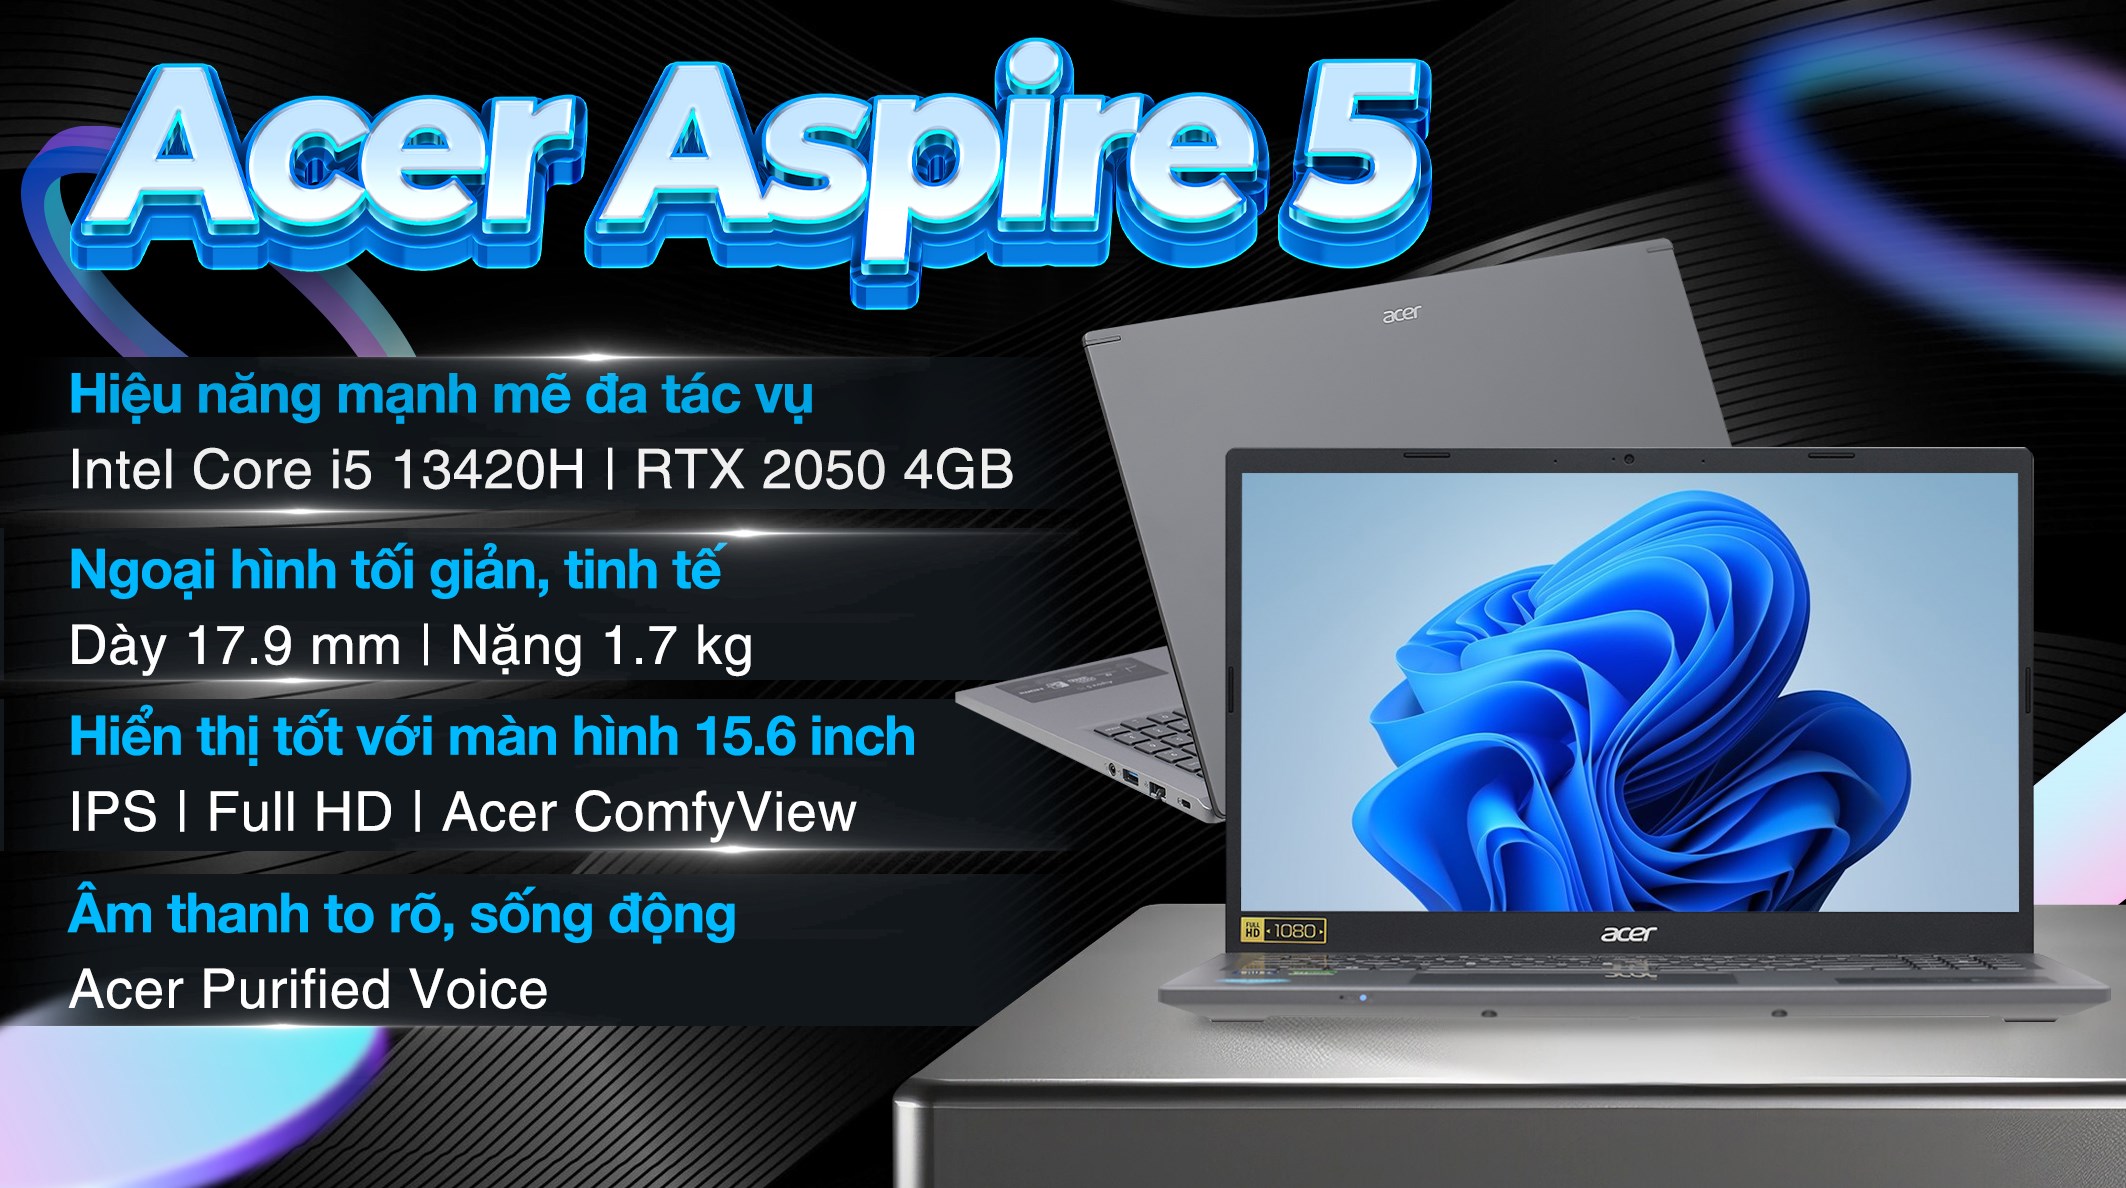 Acer Aspire 5
Hiệu năng mạnh mẽ đa tác vụ
Intel Core i5 13420H | RTX 2050 4GB
Ngoại hình tối giản, tinh tế
Dày 17.9 mm | Nặng 1.7 kg
Hiển thị tốt với màn hình 15.6 inch
IPS | Full HD | Acer ComfyView
Âm thanh to rõ, sống động
Acer Purified Voice
acer
FULL HD 1080
acer